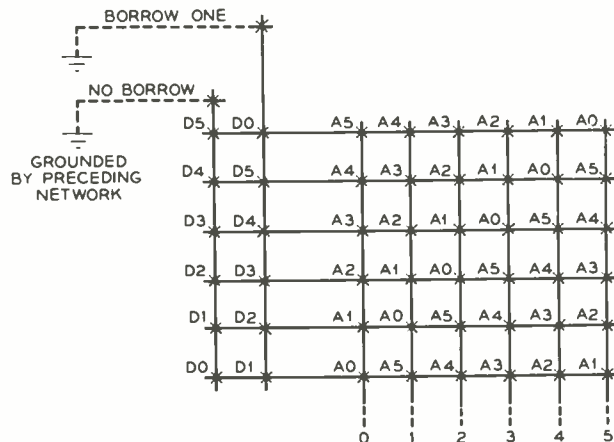 BORROW ONE
NO BORROW
GROUNDED
BY PRECEDING
NETWORK
D5 D0 A5 A4 A3 A2 A1 A0
D4 D5 A4 A3 A2 A1 A0 A5
D3 D4 A3 A2 A1 A0 A5 A4
D2 D3 A2 A1 A0 A5 A4 A3
D1 D2 A1 A0 A5 A4 A3 A2
D0 D1 A0 A5 A4 A3 A2 A1
0 1 2 3 4 5